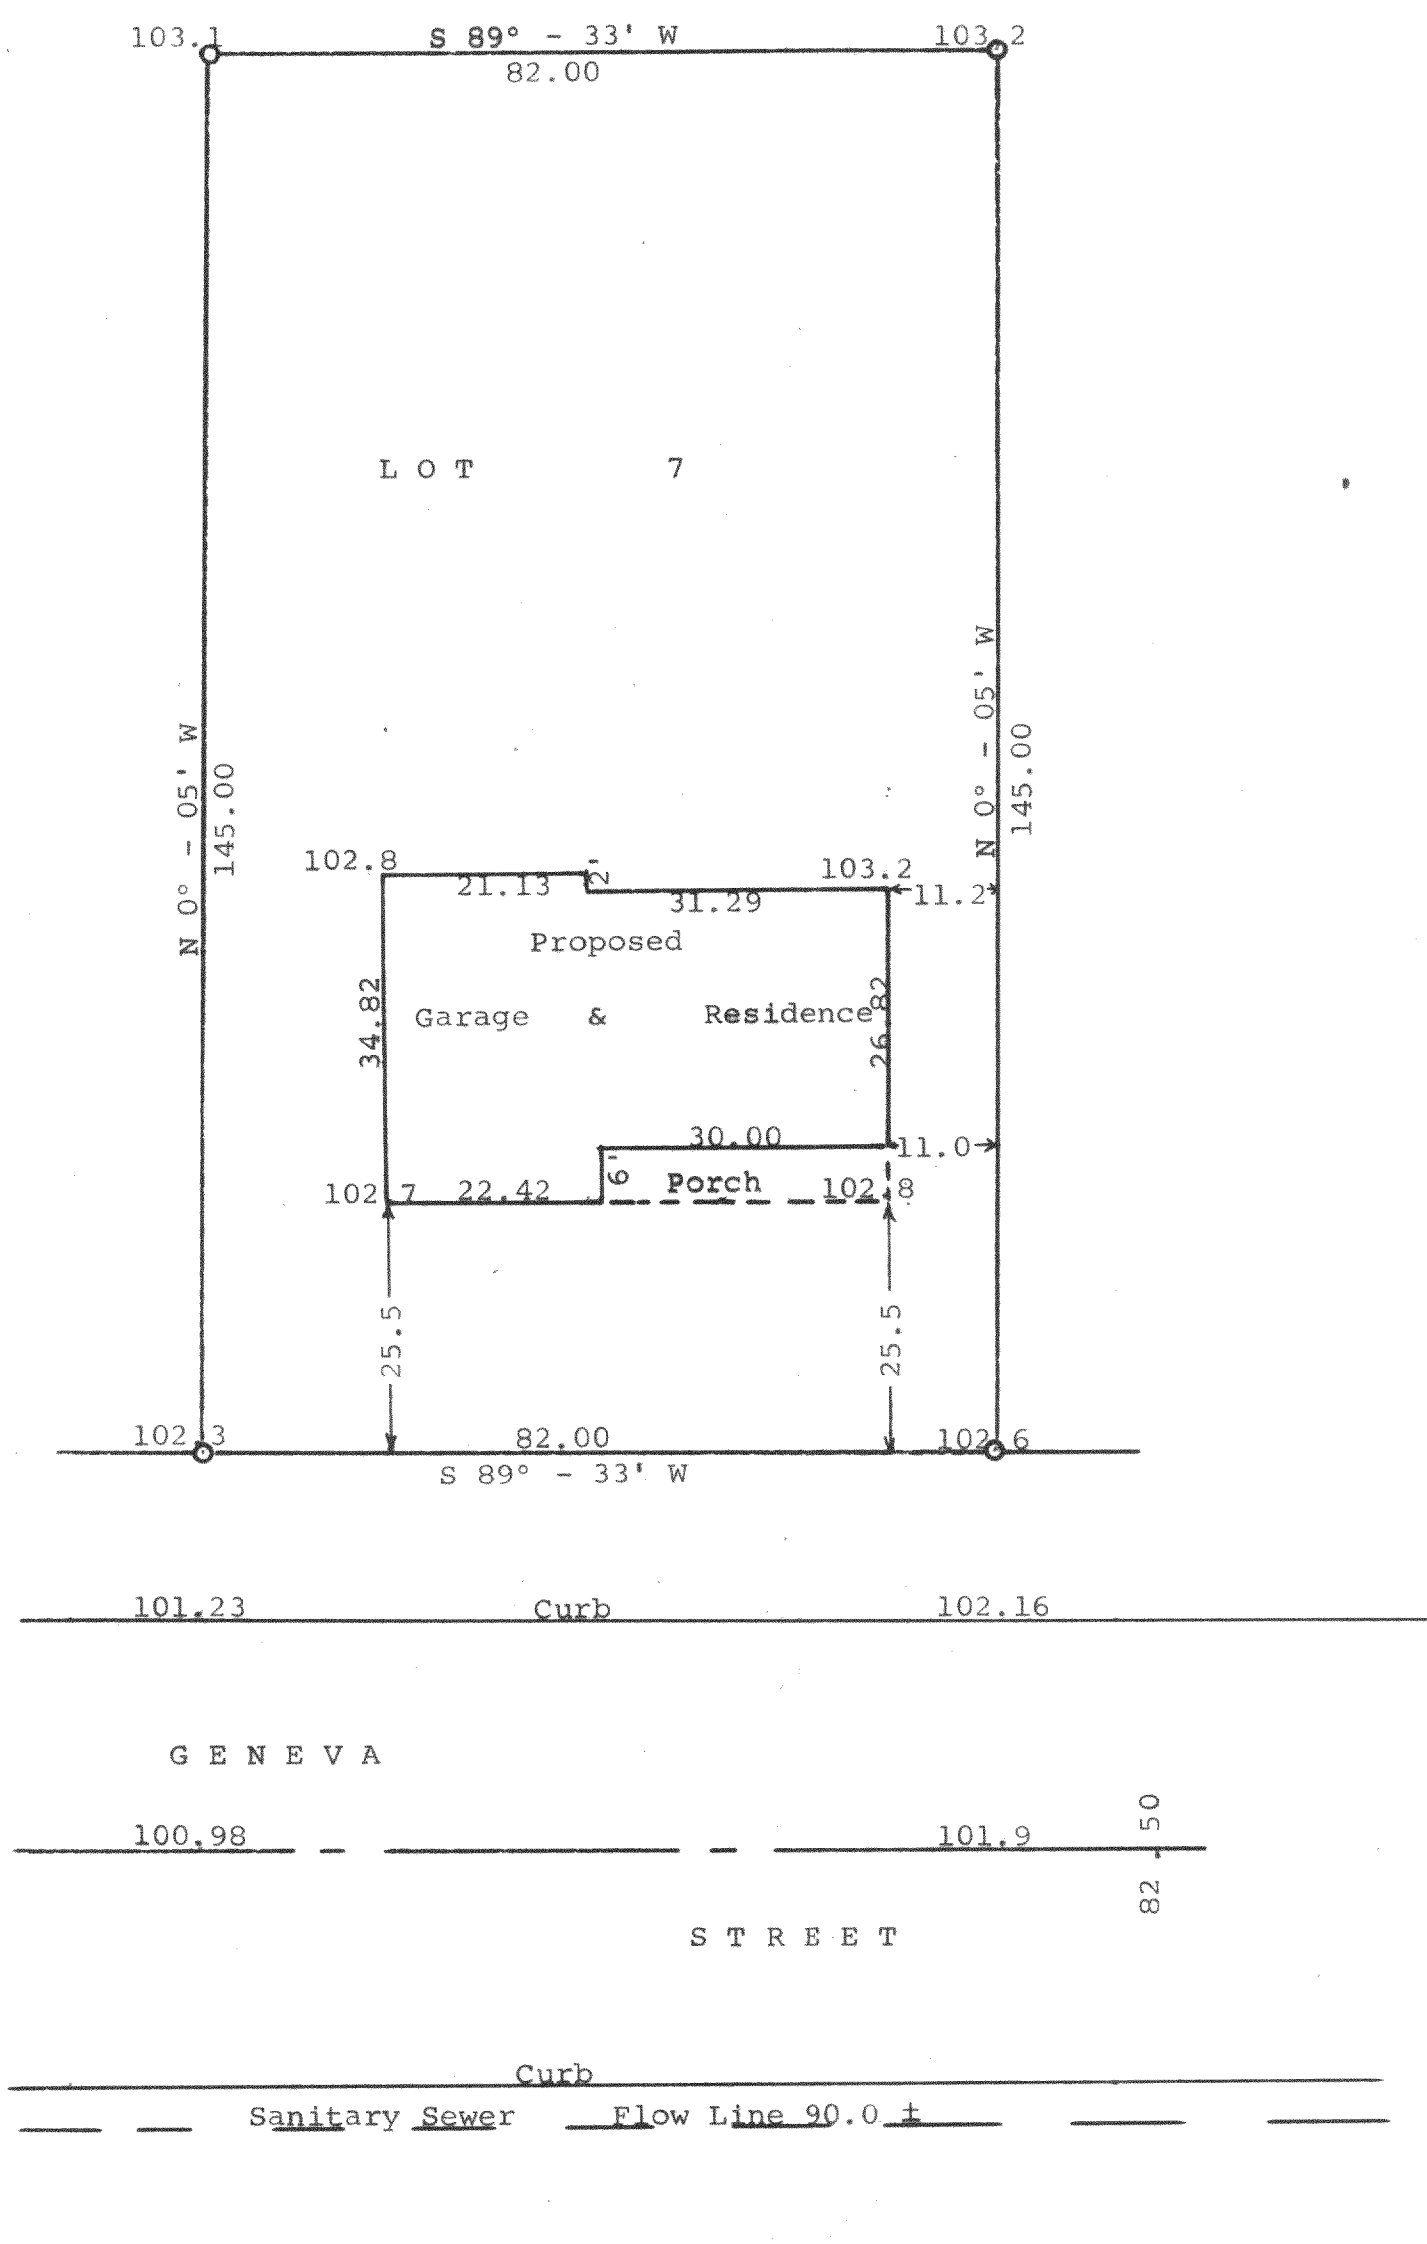 103.1 S 89° - 33' W 103.2
82.00
LOT 7
N 0° - 05' W
145.00
N 0° - 05' W
145.00
102.8 21.13 2' 31.29 103.2 11.2
Proposed
34.82 Garage & Residence 26.82
30.00 11.0
6' Porch
102.7 22.42 102.8
25.5 25.5
102.3 82.00 102.6
S 89° - 33' W
101.23 Curb 102.16
GENEVA
100.98 101.9 82 50
STREET
Curb
Sanitary Sewer Flow Line 90.0 ±